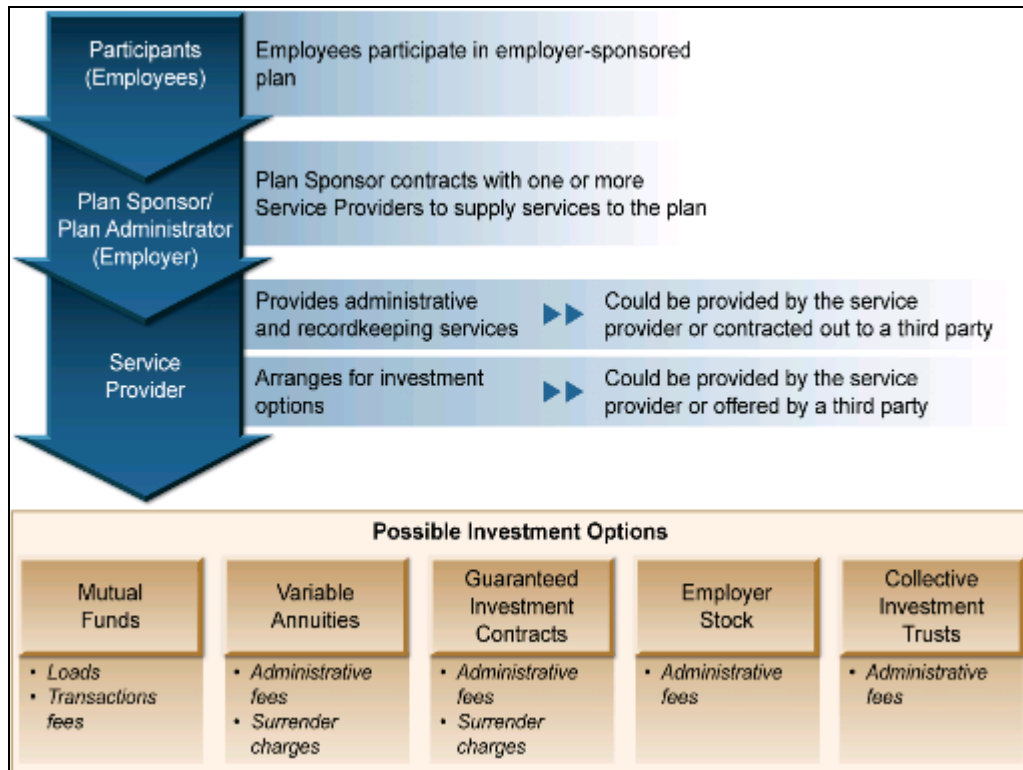 Participants
(Employees)
Employees participate in employer-sponsored
plan
Plan Sponsor/
Plan Administrator
(Employer)
Plan Sponsor contracts with one or more
Service Providers to supply services to the plan
Service
Provider
Provides administrative
and recordkeeping services
Could be provided by the service
provider or contracted out to a third party
Arranges for investment
options
Could be provided by the service
provider or offered by a third party
Possible Investment Options
Mutual
Funds
• Loads
• Transactions
fees
Variable
Annuities
• Administrative
fees
• Surrender
charges
Guaranteed
Investment
Contracts
• Administrative
fees
• Surrender
charges
Employer
Stock
• Administrative
fees
Collective
Investment
Trusts
• Administrative
fees